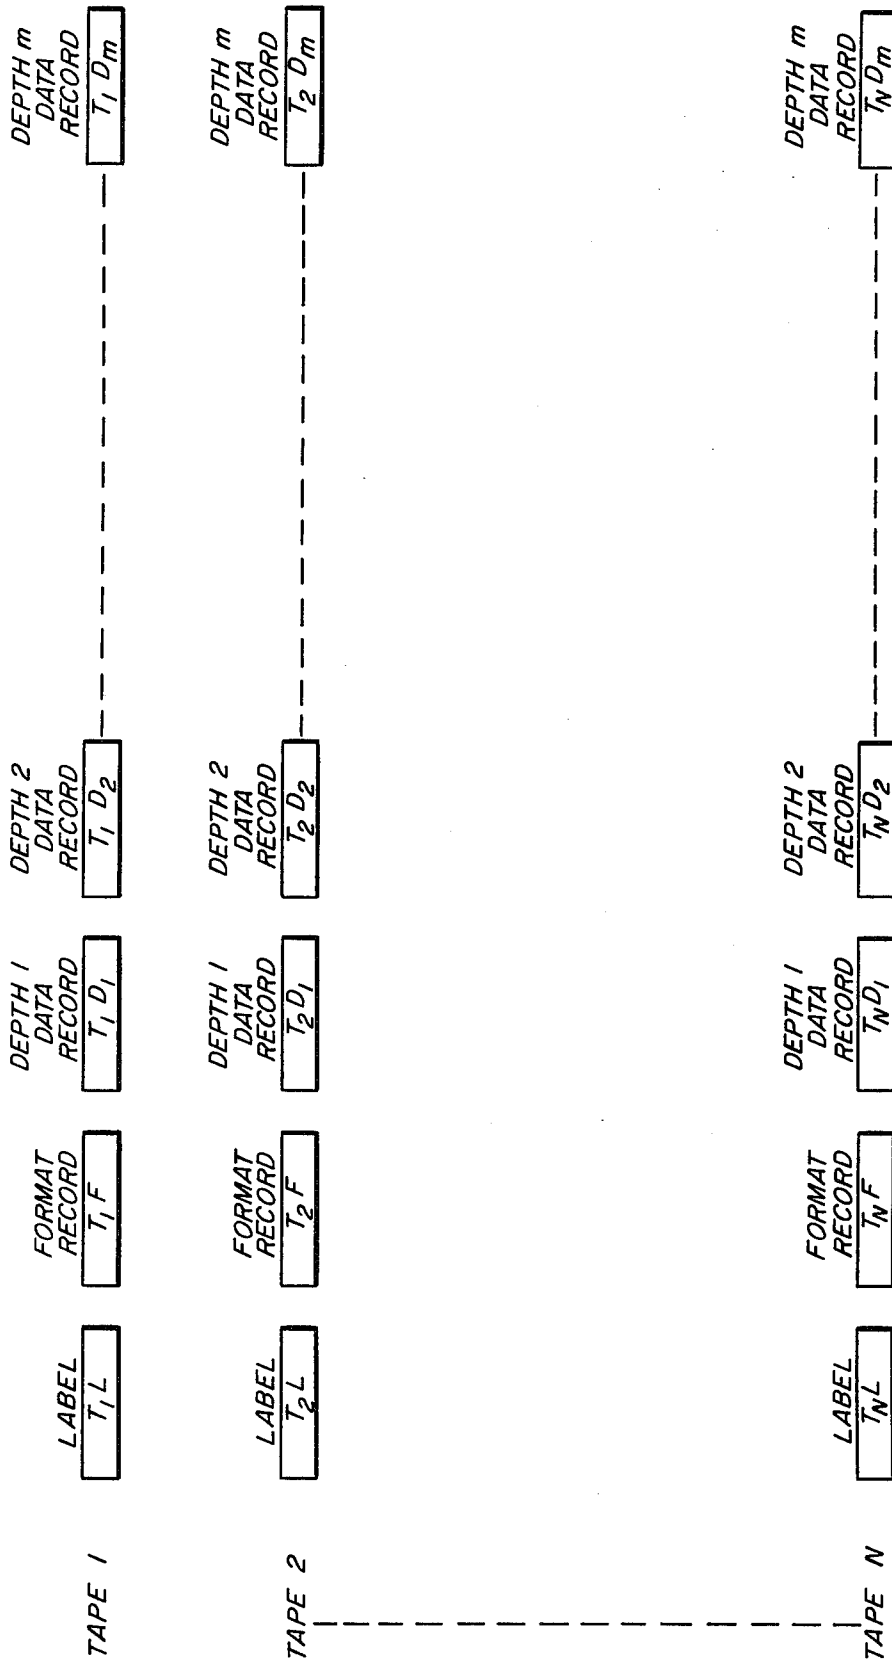 TAPE 1
LABEL
T₁L
FORMAT
RECORD
T₁F
DEPTH 1
DATA
RECORD
T₁D₁
DEPTH 2
DATA
RECORD
T₁D₂
DEPTH m
DATA
RECORD
T₁Dm
TAPE 2
LABEL
T₂L
FORMAT
RECORD
T₂F
DEPTH 1
DATA
RECORD
T₂D₁
DEPTH 2
DATA
RECORD
T₂D₂
DEPTH m
DATA
RECORD
T₂Dm
TAPE N
LABEL
TNL
FORMAT
RECORD
TNF
DEPTH 1
DATA
RECORD
TND₁
DEPTH 2
DATA
RECORD
TND₂
DEPTH m
DATA
RECORD
TNDm